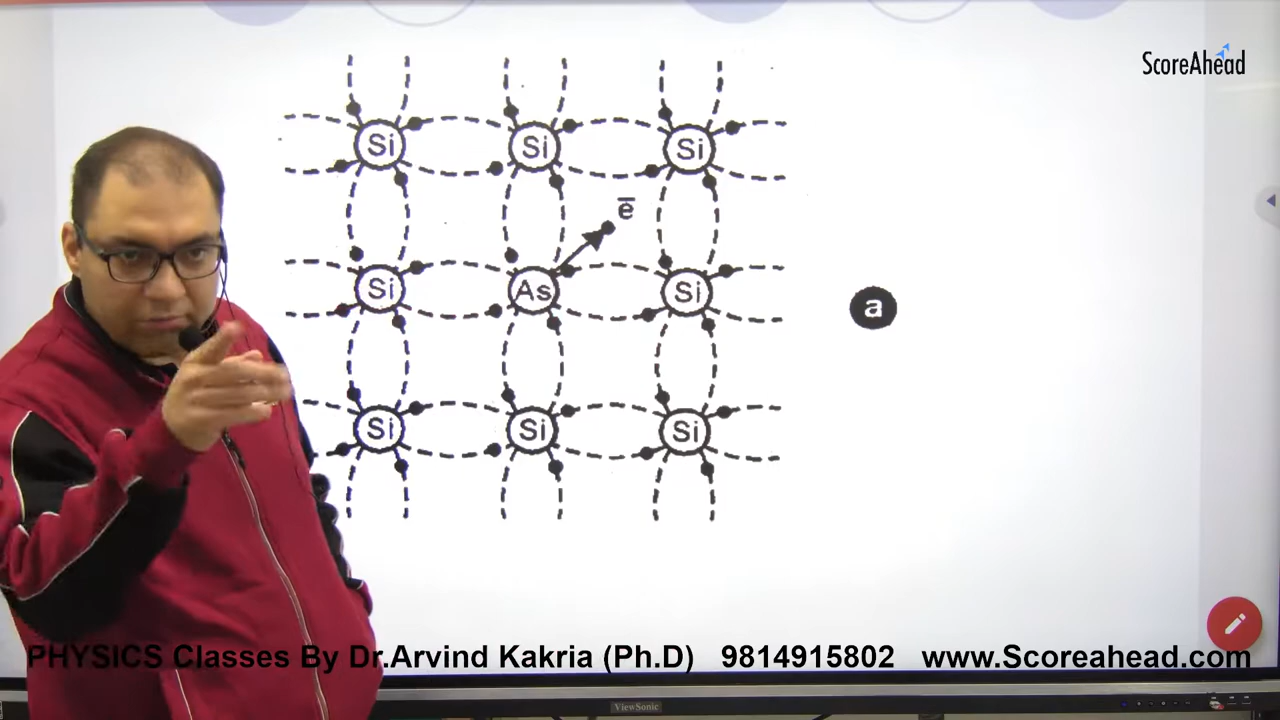 ScoreAhead
Si Si Si
ē
Si As Si
a
Si Si Si
PHYSICS Classes By Dr.Arvind Kakria (Ph.D) 9814915802 www.Scoreahead.com
ViewSonic